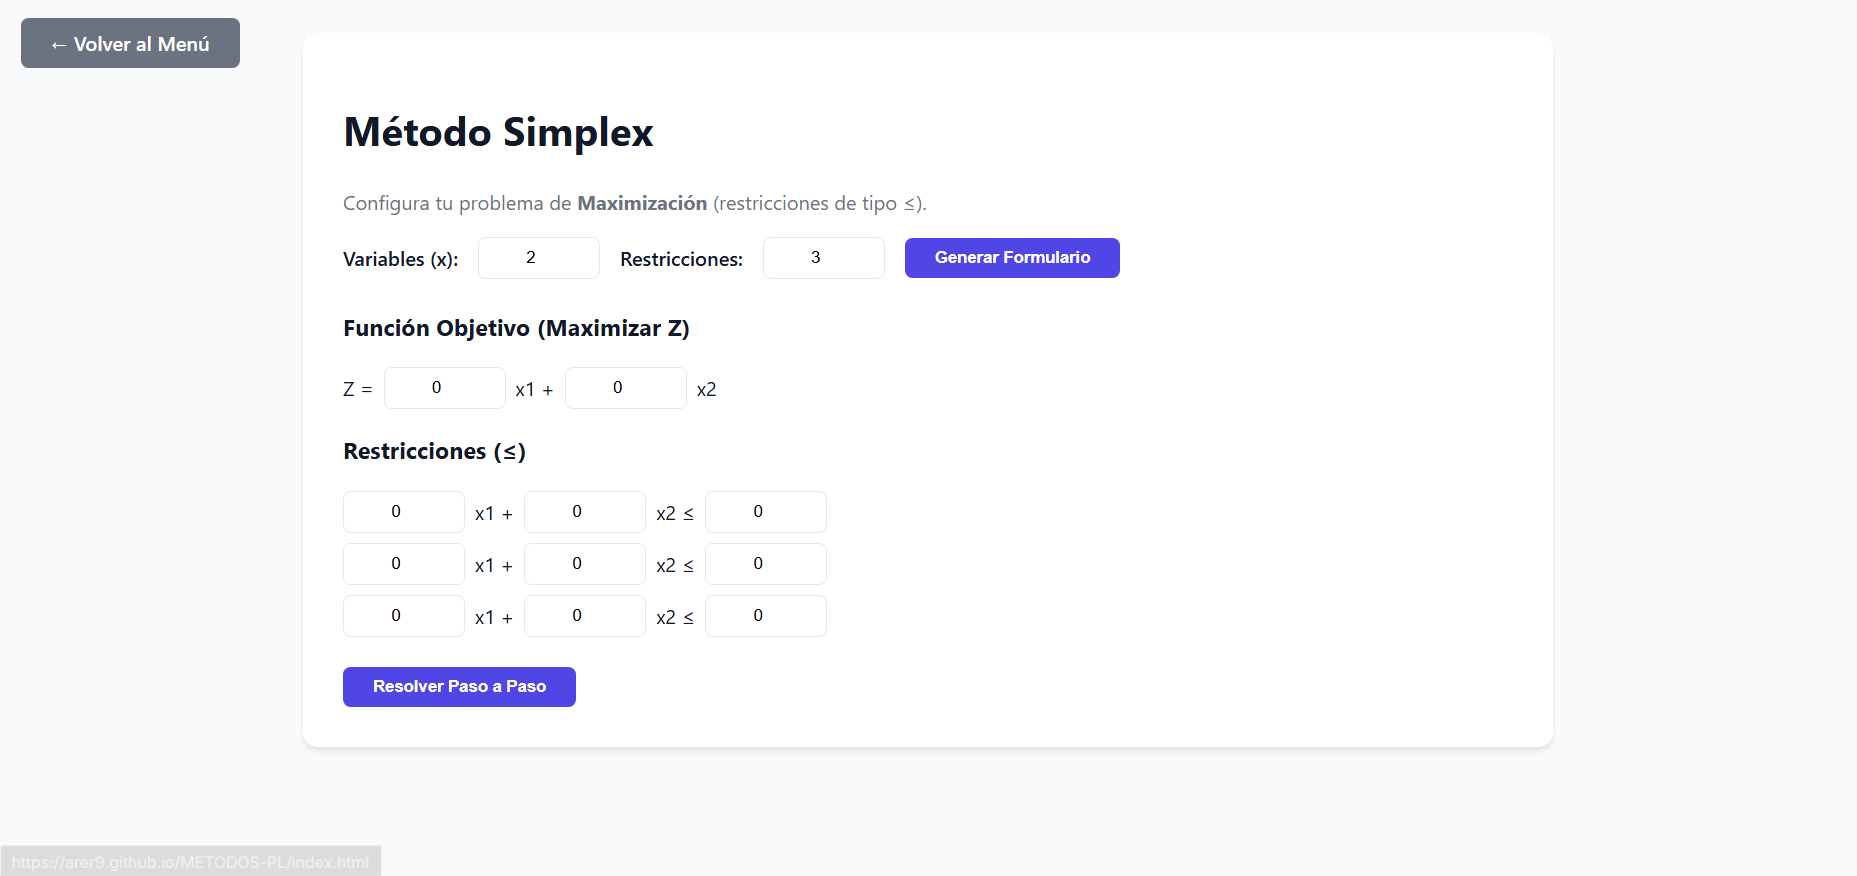 ← Volver al Menú
Método Simplex
Configura tu problema de Maximización (restricciones de tipo ≤).
Variables (x): 2 Restricciones: 3 Generar Formulario
Función Objetivo (Maximizar Z)
Z = 0 x1 + 0 x2
Restricciones (≤)
0 x1 + 0 x2 ≤ 0
0 x1 + 0 x2 ≤ 0
0 x1 + 0 x2 ≤ 0
Resolver Paso a Paso
https://arer9.github.io/METODOS-PL/index.html